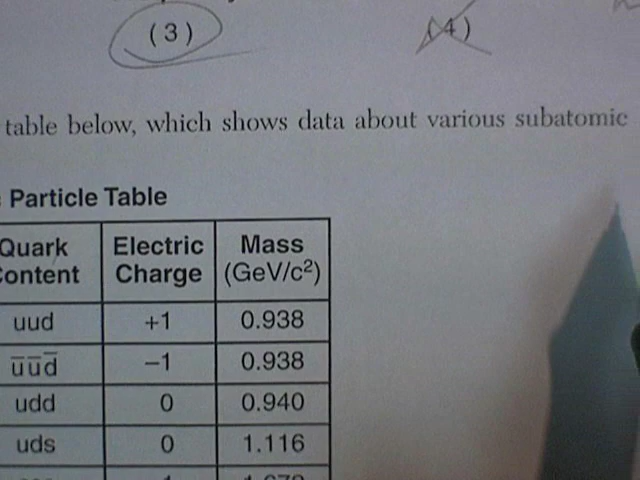 (3) (4)
table below, which shows data about various subatomic
Particle Table
Quark Electric Mass
Content Charge (GeV/c²)
uud +1 0.938
u̅u̅d̅ −1 0.938
udd 0 0.940
uds 0 1.116